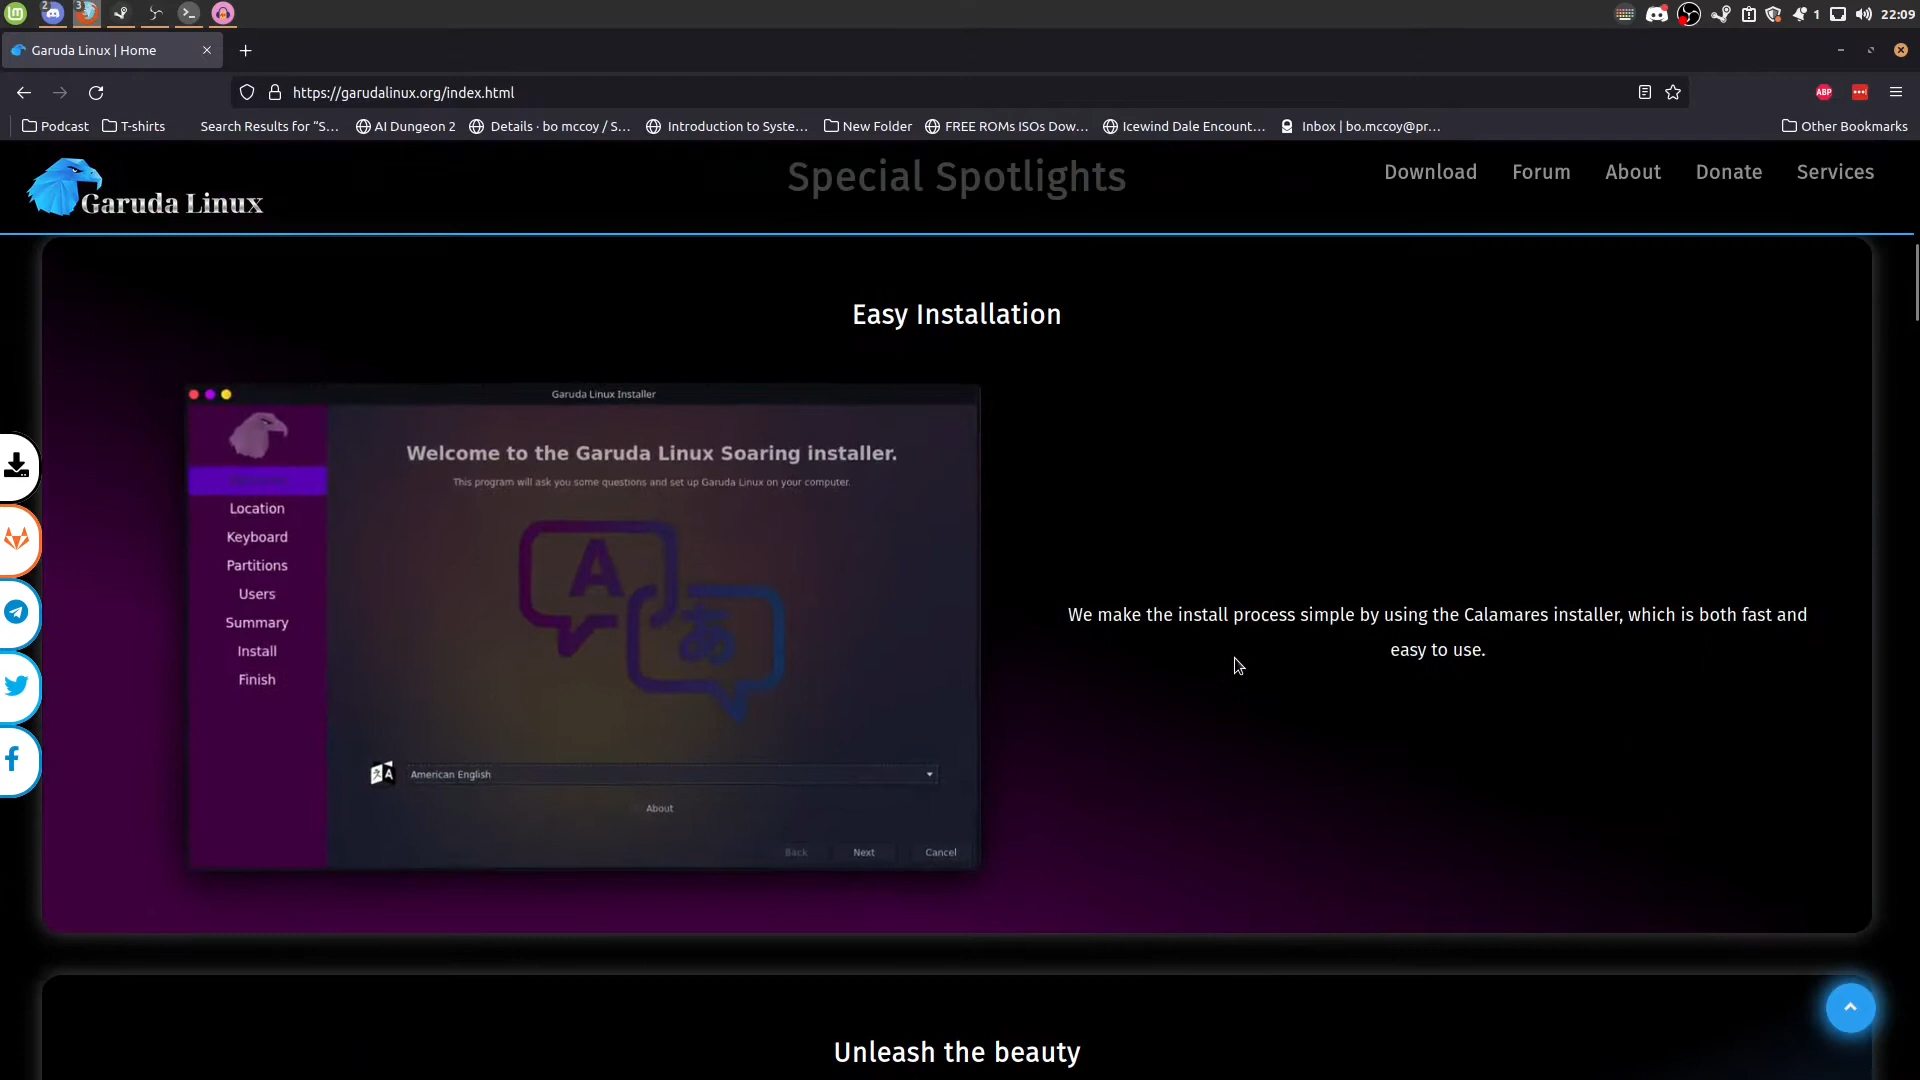 2
3
1
22:09
Garuda Linux | Home
https://garudalinux.org/index.html
ABP
Podcast
T-shirts
Search Results for “S...
AI Dungeon 2
Details · bo mccoy / S...
Introduction to Syste...
New Folder
FREE ROMs ISOs Dow...
Icewind Dale Encount...
Inbox | bo.mccoy@pr...
Other Bookmarks
Garuda Linux
Special Spotlights
Download
Forum
About
Donate
Services
Easy Installation
Garuda Linux Installer
Welcome to the Garuda Linux Soaring installer.
This program will ask you some questions and set up Garuda Linux on your computer.
Location
Keyboard
Partitions
Users
Summary
Install
Finish
A
あ
American English
About
Back
Next
Cancel
We make the install process simple by using the Calamares installer, which is both fast and
easy to use.
Unleash the beauty